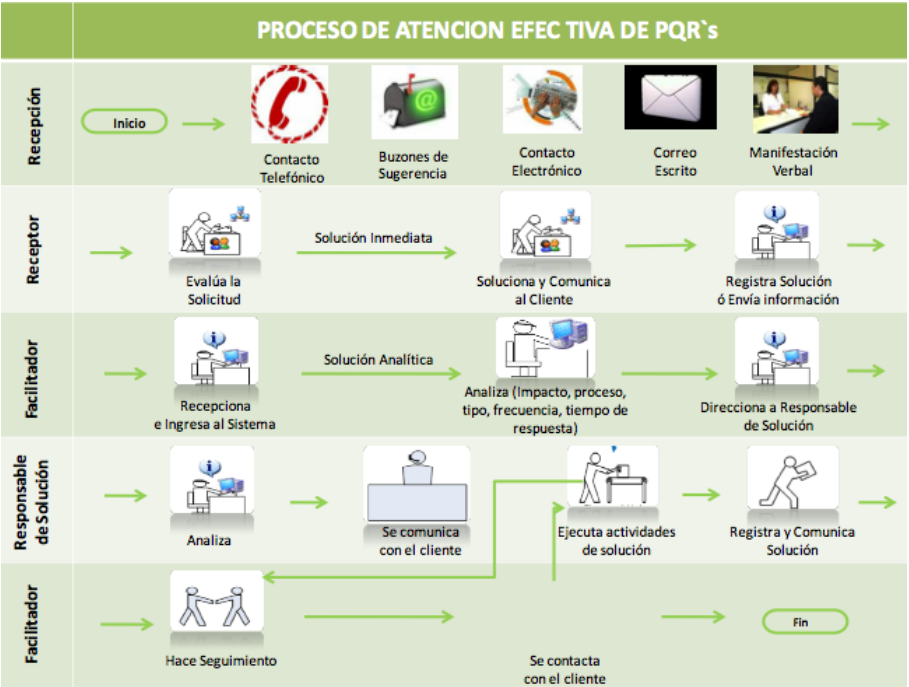 PROCESO DE ATENCION EFEC TIVA DE PQR`s
Recepción
Inicio
Contacto
Telefónico
Buzones de
Sugerencia
Contacto
Electrónico
Correo
Escrito
Manifestación
Verbal
Receptor
Evalúa la
Solicitud
Solución Inmediata
Soluciona y Comunica
al Cliente
Registra Solución
ó Envía información
Facilitador
Recepciona
e Ingresa al Sistema
Solución Analítica
Analiza (Impacto, proceso,
tipo, frecuencia, tiempo de
respuesta)
Direcciona a Responsable
de Solución
Responsable
de Solución
Analiza
Se comunica
con el cliente
Ejecuta actividades
de solución
Registra y Comunica
Solución
Facilitador
Hace Seguimiento
Se contacta
con el cliente
Fin